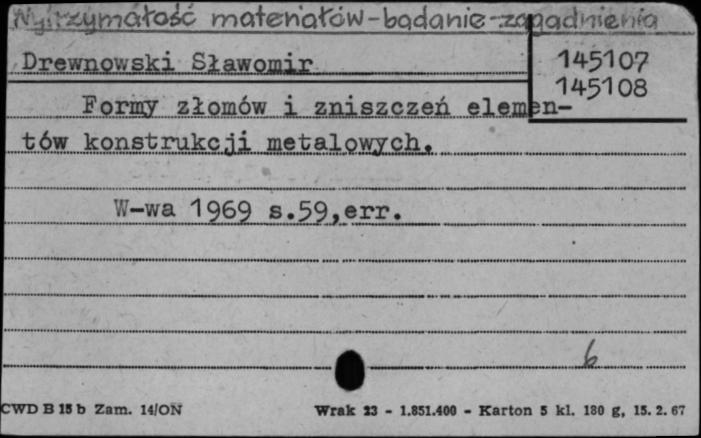 Wytrzymałość materiałów-badanie-zagadnienia
Drewnowski Sławomir
145107
145108
Formy złomów i zniszczeń elemen-
tów konstrukcji metalowych.
W-wa 1969 s.59,err.
6
CWD B 15 b Zam. 14/ON Wrak 23 - 1.851.400 - Karton 5 kl. 180 g, 15. 2. 67